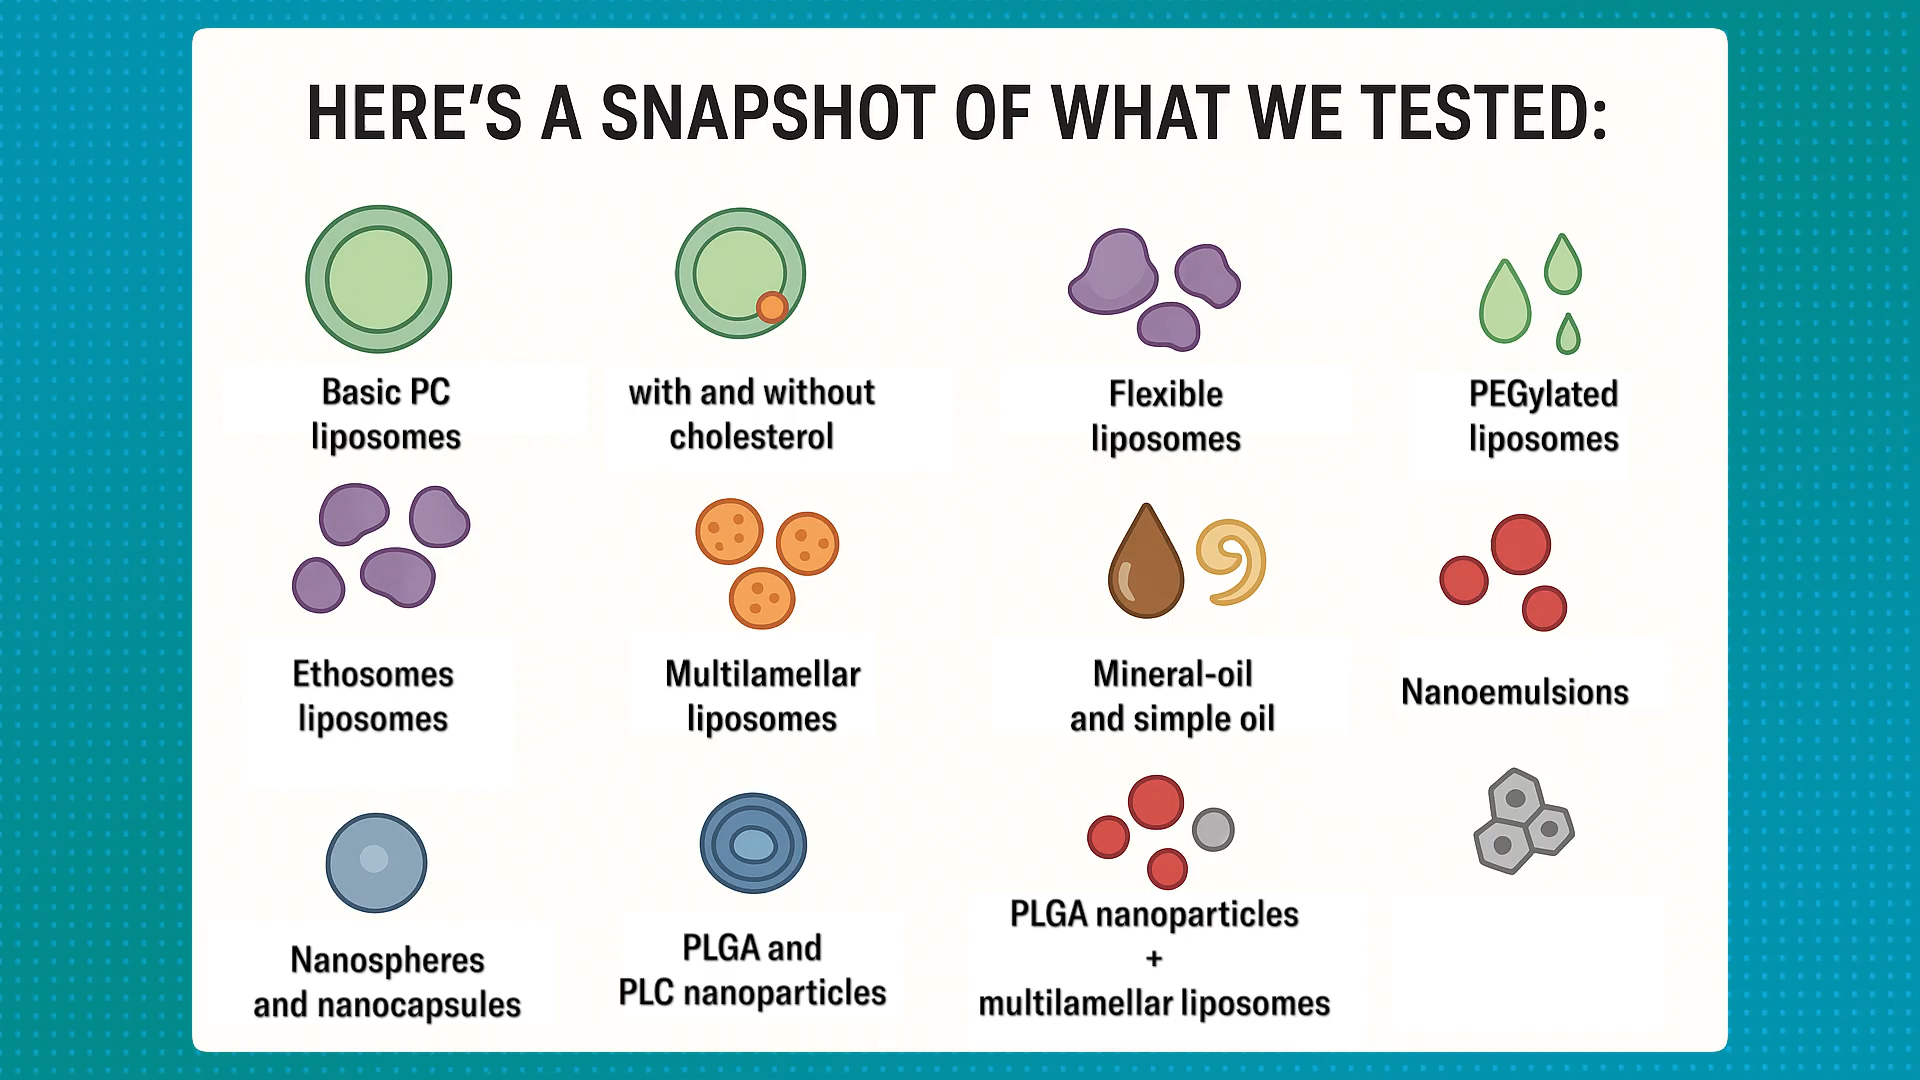 HERE'S A SNAPSHOT OF WHAT WE TESTED:
Basic PC
liposomes
with and without
cholesterol
Flexible
liposomes
PEGylated
liposomes
Ethosomes
liposomes
Multilamellar
liposomes
Mineral-oil
and simple oil
Nanoemulsions
Nanospheres
and nanocapsules
PLGA and
PLC nanoparticles
PLGA nanoparticles
+
multilamellar liposomes